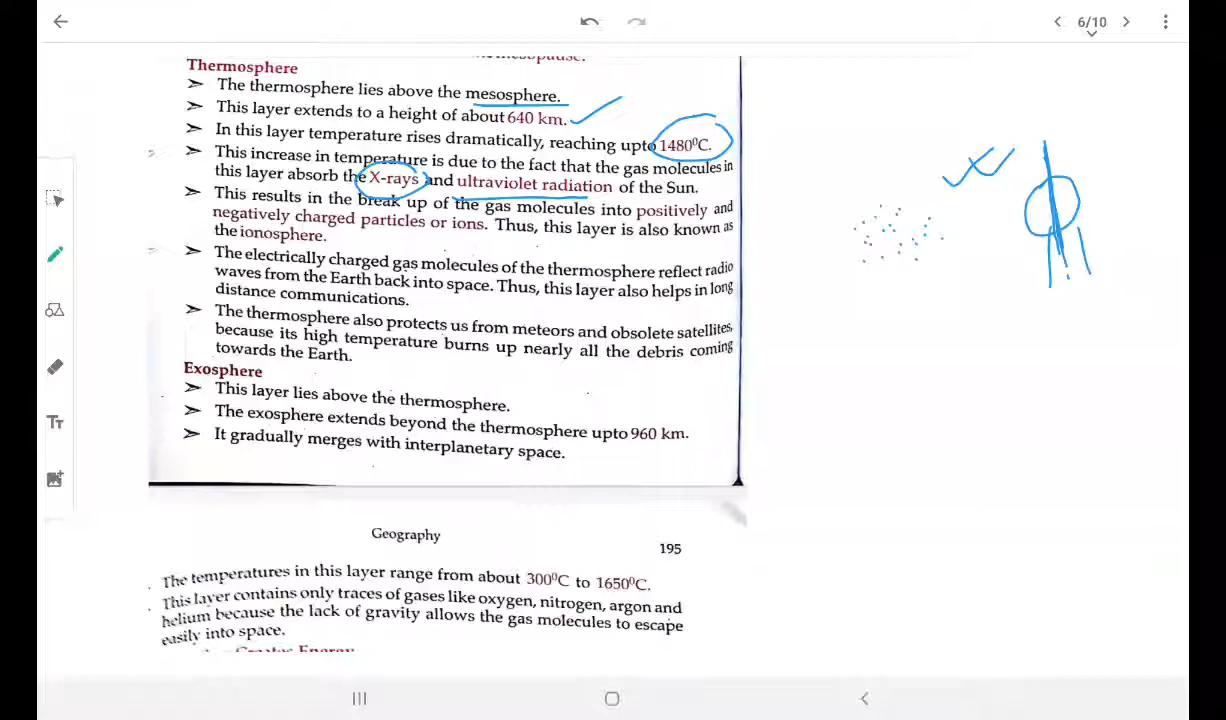 6/10
Thermosphere
➢ The thermosphere lies above the mesosphere.
➢ This layer extends to a height of about 640 km.
➢ In this layer temperature rises dramatically, reaching upto 1480⁰C.
➢ This increase in temperature is due to the fact that the gas molecules in
this layer absorb the X-rays and ultraviolet radiation of the Sun.
➢ This results in the break up of the gas molecules into positively and
negatively charged particles or ions. Thus, this layer is also known as
the ionosphere.
➢ The electrically charged gas molecules of the thermosphere reflect radio
waves from the Earth back into space. Thus, this layer also helps in long
distance communications.
➢ The thermosphere also protects us from meteors and obsolete satellites,
because its high temperature burns up nearly all the debris coming
towards the Earth.
Exosphere
➢ This layer lies above the thermosphere.
➢ The exosphere extends beyond the thermosphere upto 960 km.
➢ It gradually merges with interplanetary space.
Geography
195
The temperatures in this layer range from about 300⁰C to 1650⁰C.
This layer contains only traces of gases like oxygen, nitrogen, argon and
helium because the lack of gravity allows the gas molecules to escape
easily into space.
Tт